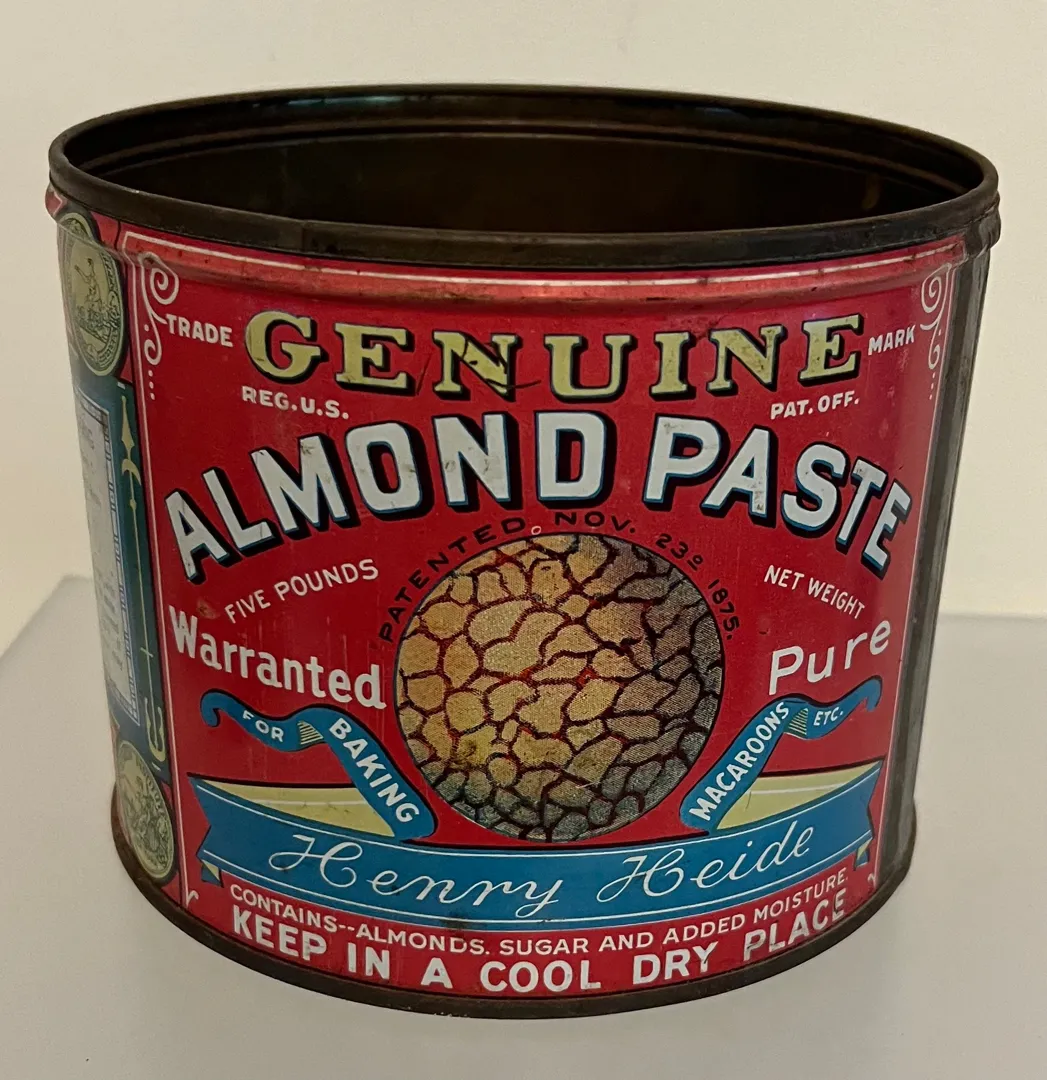 TRADE GENUINE MARK
REG.U.S. PAT. OFF.
ALMOND PASTE
PATENTED NOV. 23º 1875.
FIVE POUNDS NET WEIGHT
Warranted Pure
FOR BAKING MACAROONS ETC.
Henry Heide
CONTAINS--ALMONDS. SUGAR AND ADDED MOISTURE
KEEP IN A COOL DRY PLACE